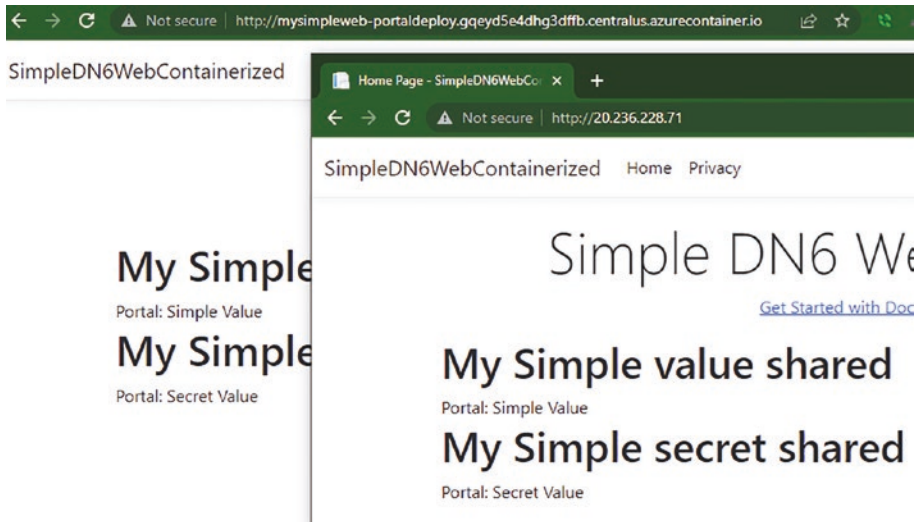 Not secure | http://mysimpleweb-portaldeploy.gqeyd5e4dhg3dffb.centralus.azurecontainer.io
SimpleDN6WebContainerized
My Simple
Portal: Simple Value
My Simple
Portal: Secret Value
Home Page - SimpleDN6WebCo
Not secure | http://20.236.228.71
SimpleDN6WebContainerized Home Privacy
Simple DN6 We
Get Started with Doc
My Simple value shared
Portal: Simple Value
My Simple secret shared
Portal: Secret Value